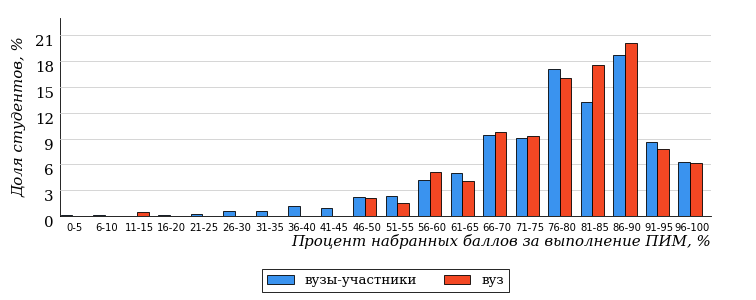 Доля студентов, %
21
18
15
12
9
6
3
0
0-5 6-10 11-15 16-20 21-25 26-30 31-35 36-40 41-45 46-50 51-55 56-60 61-65 66-70 71-75 76-80 81-85 86-90 91-95 96-100
Процент набранных баллов за выполнение ПИМ, %
вузы-участники вуз